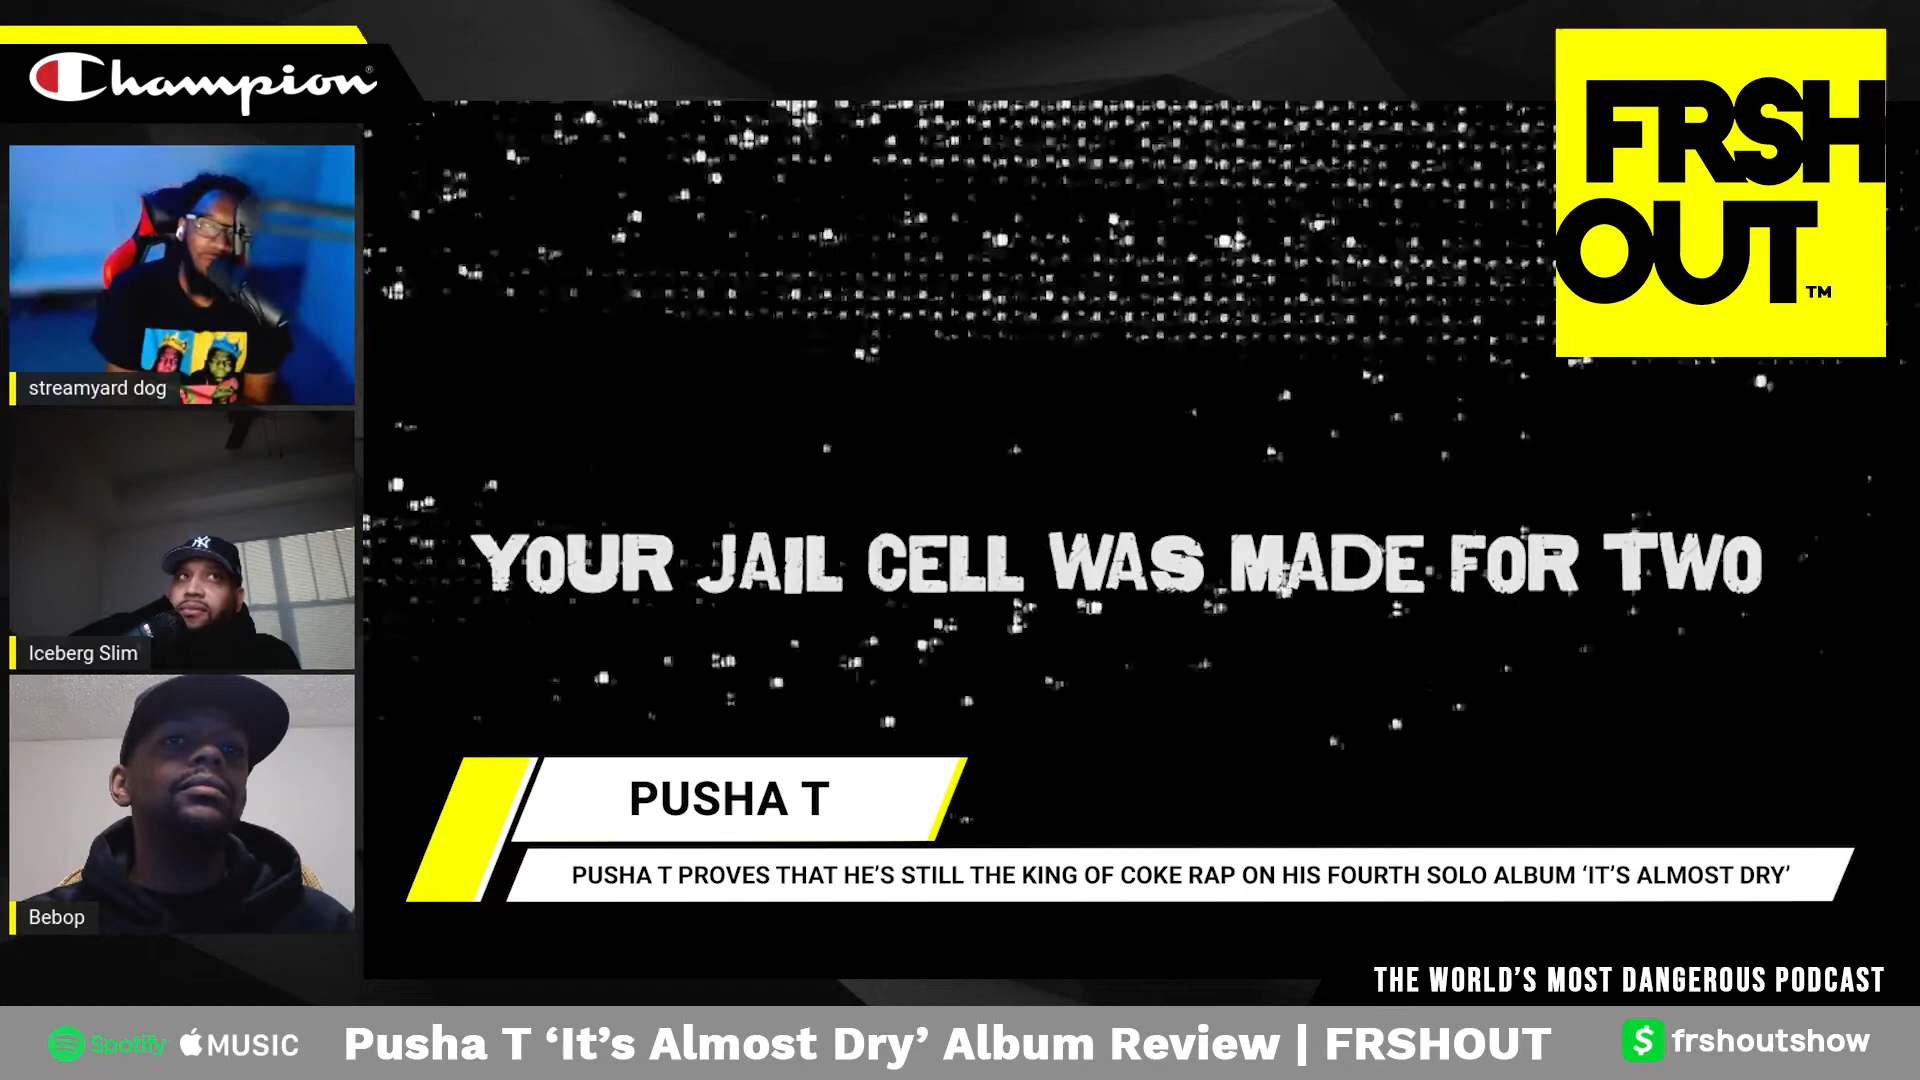 Champion®
FRSH
OUT™
streamyard dog
NY
Iceberg Slim
Bebop
YOUR JAIL CELL WAS MADE FOR TWO
PUSHA T
PUSHA T PROVES THAT HE’S STILL THE KING OF COKE RAP ON HIS FOURTH SOLO ALBUM ‘IT’S ALMOST DRY’
THE WORLD’S MOST DANGEROUS PODCAST
Spotify MUSIC Pusha T ‘It’s Almost Dry’ Album Review | FRSHOUT $ frshoutshow